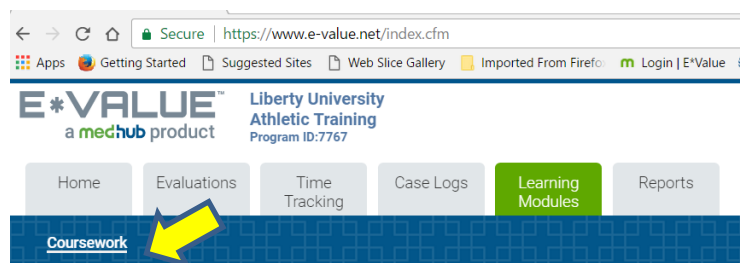 Secure https://www.e-value.net/index.cfm
Apps Getting Started Suggested Sites Web Slice Gallery Imported From Firefo Login | E*Value
E*VALUE™ Liberty University
a medhub product Athletic Training
Program ID:7767
Home Evaluations Time Tracking Case Logs Learning Modules Reports
Coursework